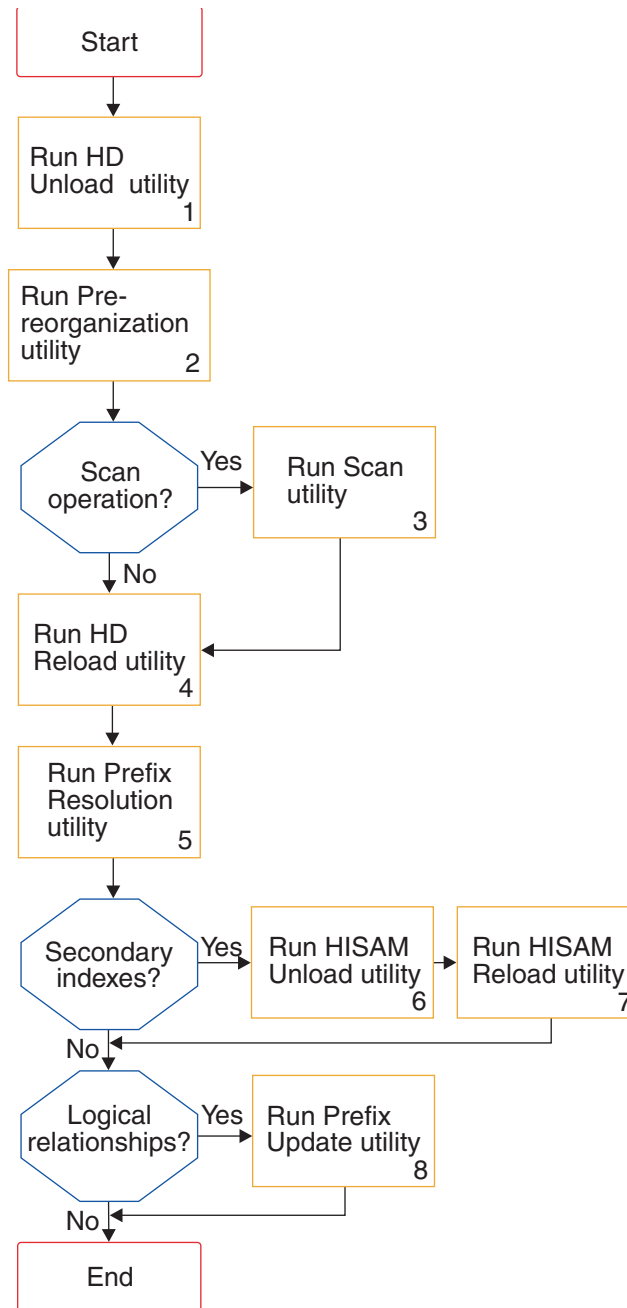 Start
Run HD
Unload utility
1
Run Pre-
reorganization
utility
2
Scan
operation?
Yes
Run Scan
utility
3
No
Run HD
Reload utility
4
Run Prefix
Resolution
utility
5
Secondary
indexes?
Yes
Run HISAM
Unload utility
6
Run HISAM
Reload utility
7
No
Logical
relationships?
Yes
Run Prefix
Update utility
8
No
End